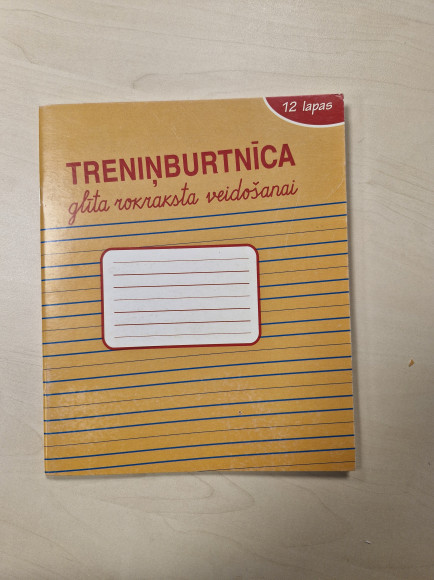 12 lapas
TRENIŅBURTNĪCA
glīta rokraksta veidošanai